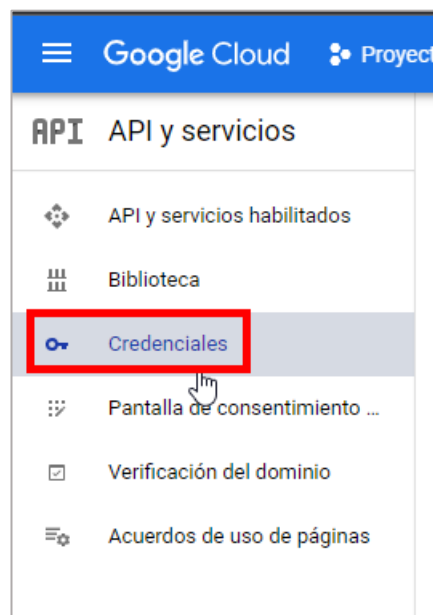 Google Cloud Proyect
API API y servicios
API y servicios habilitados
Biblioteca
Credenciales
Pantalla de consentimiento ...
Verificación del dominio
Acuerdos de uso de páginas